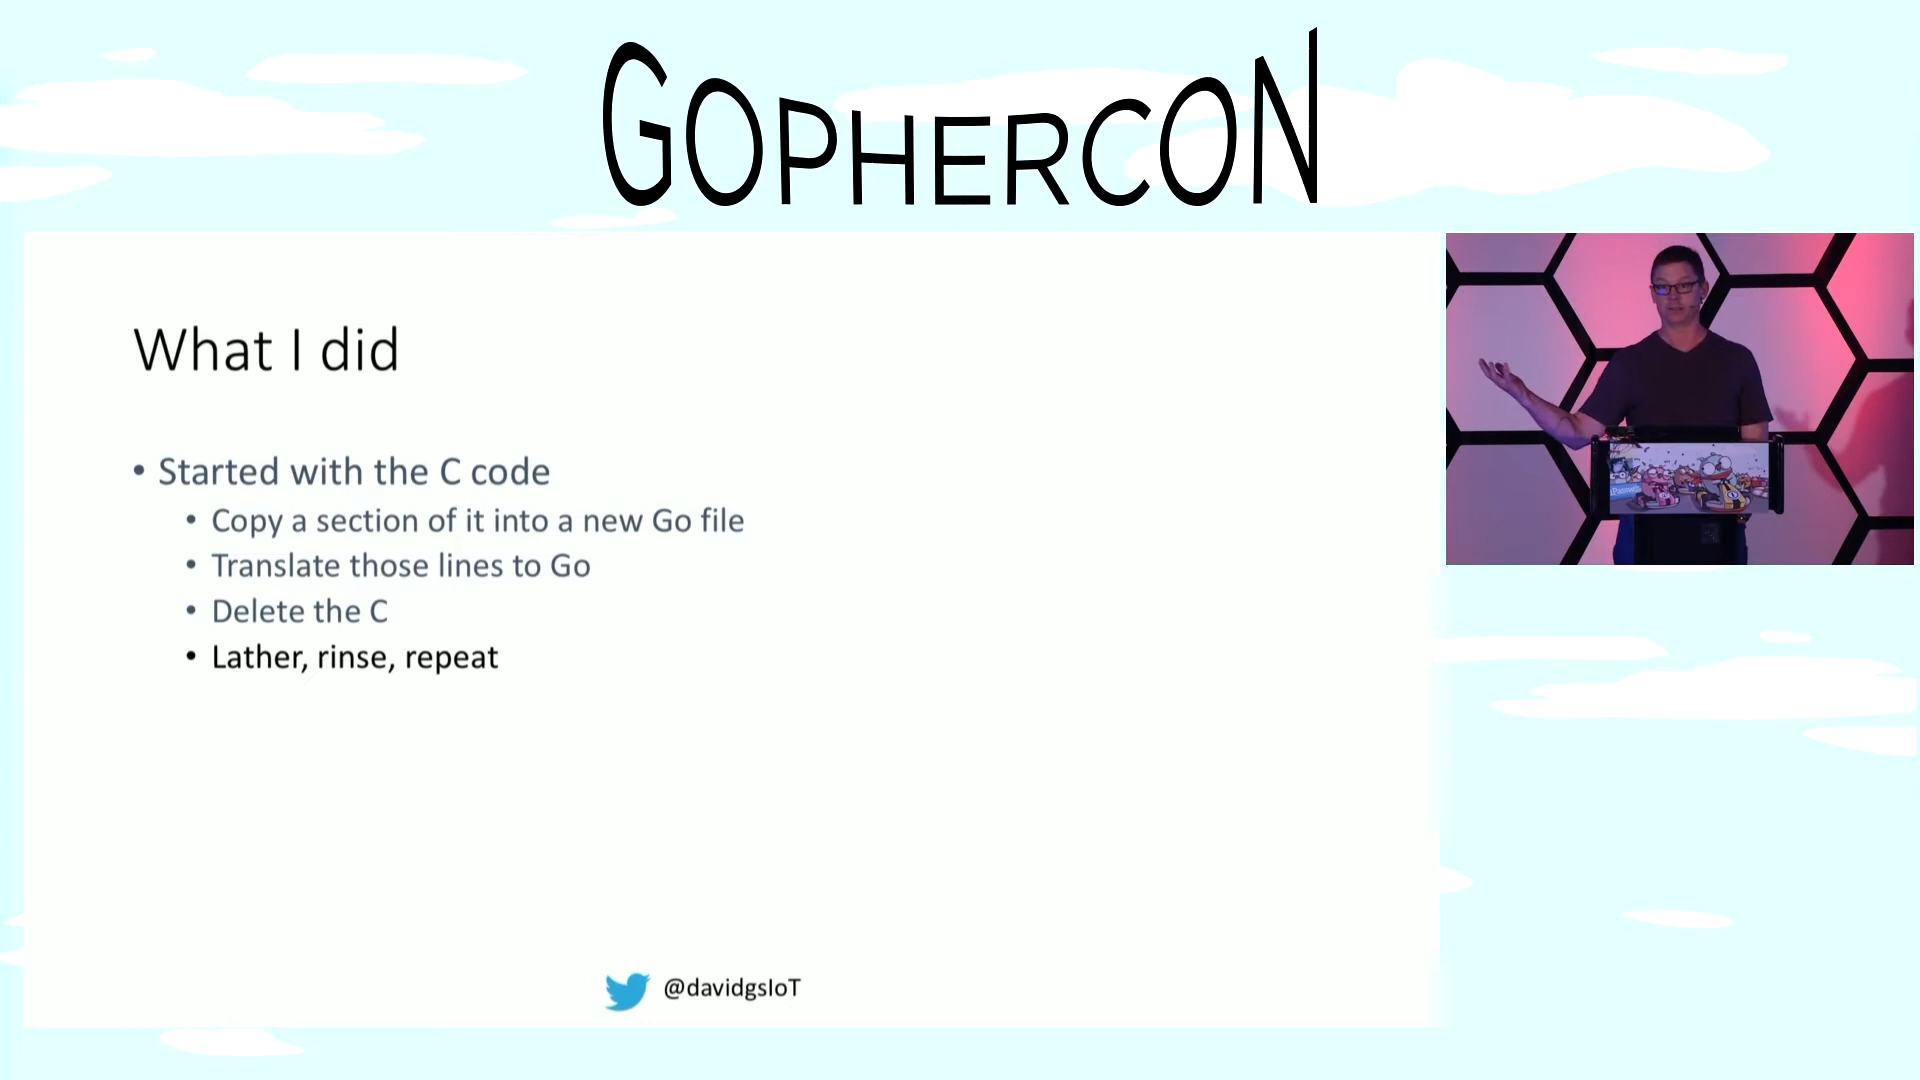 GOPHERCON
What I did
• Started with the C code
• Copy a section of it into a new Go file
• Translate those lines to Go
• Delete the C
• Lather, rinse, repeat
@davidgsIoT